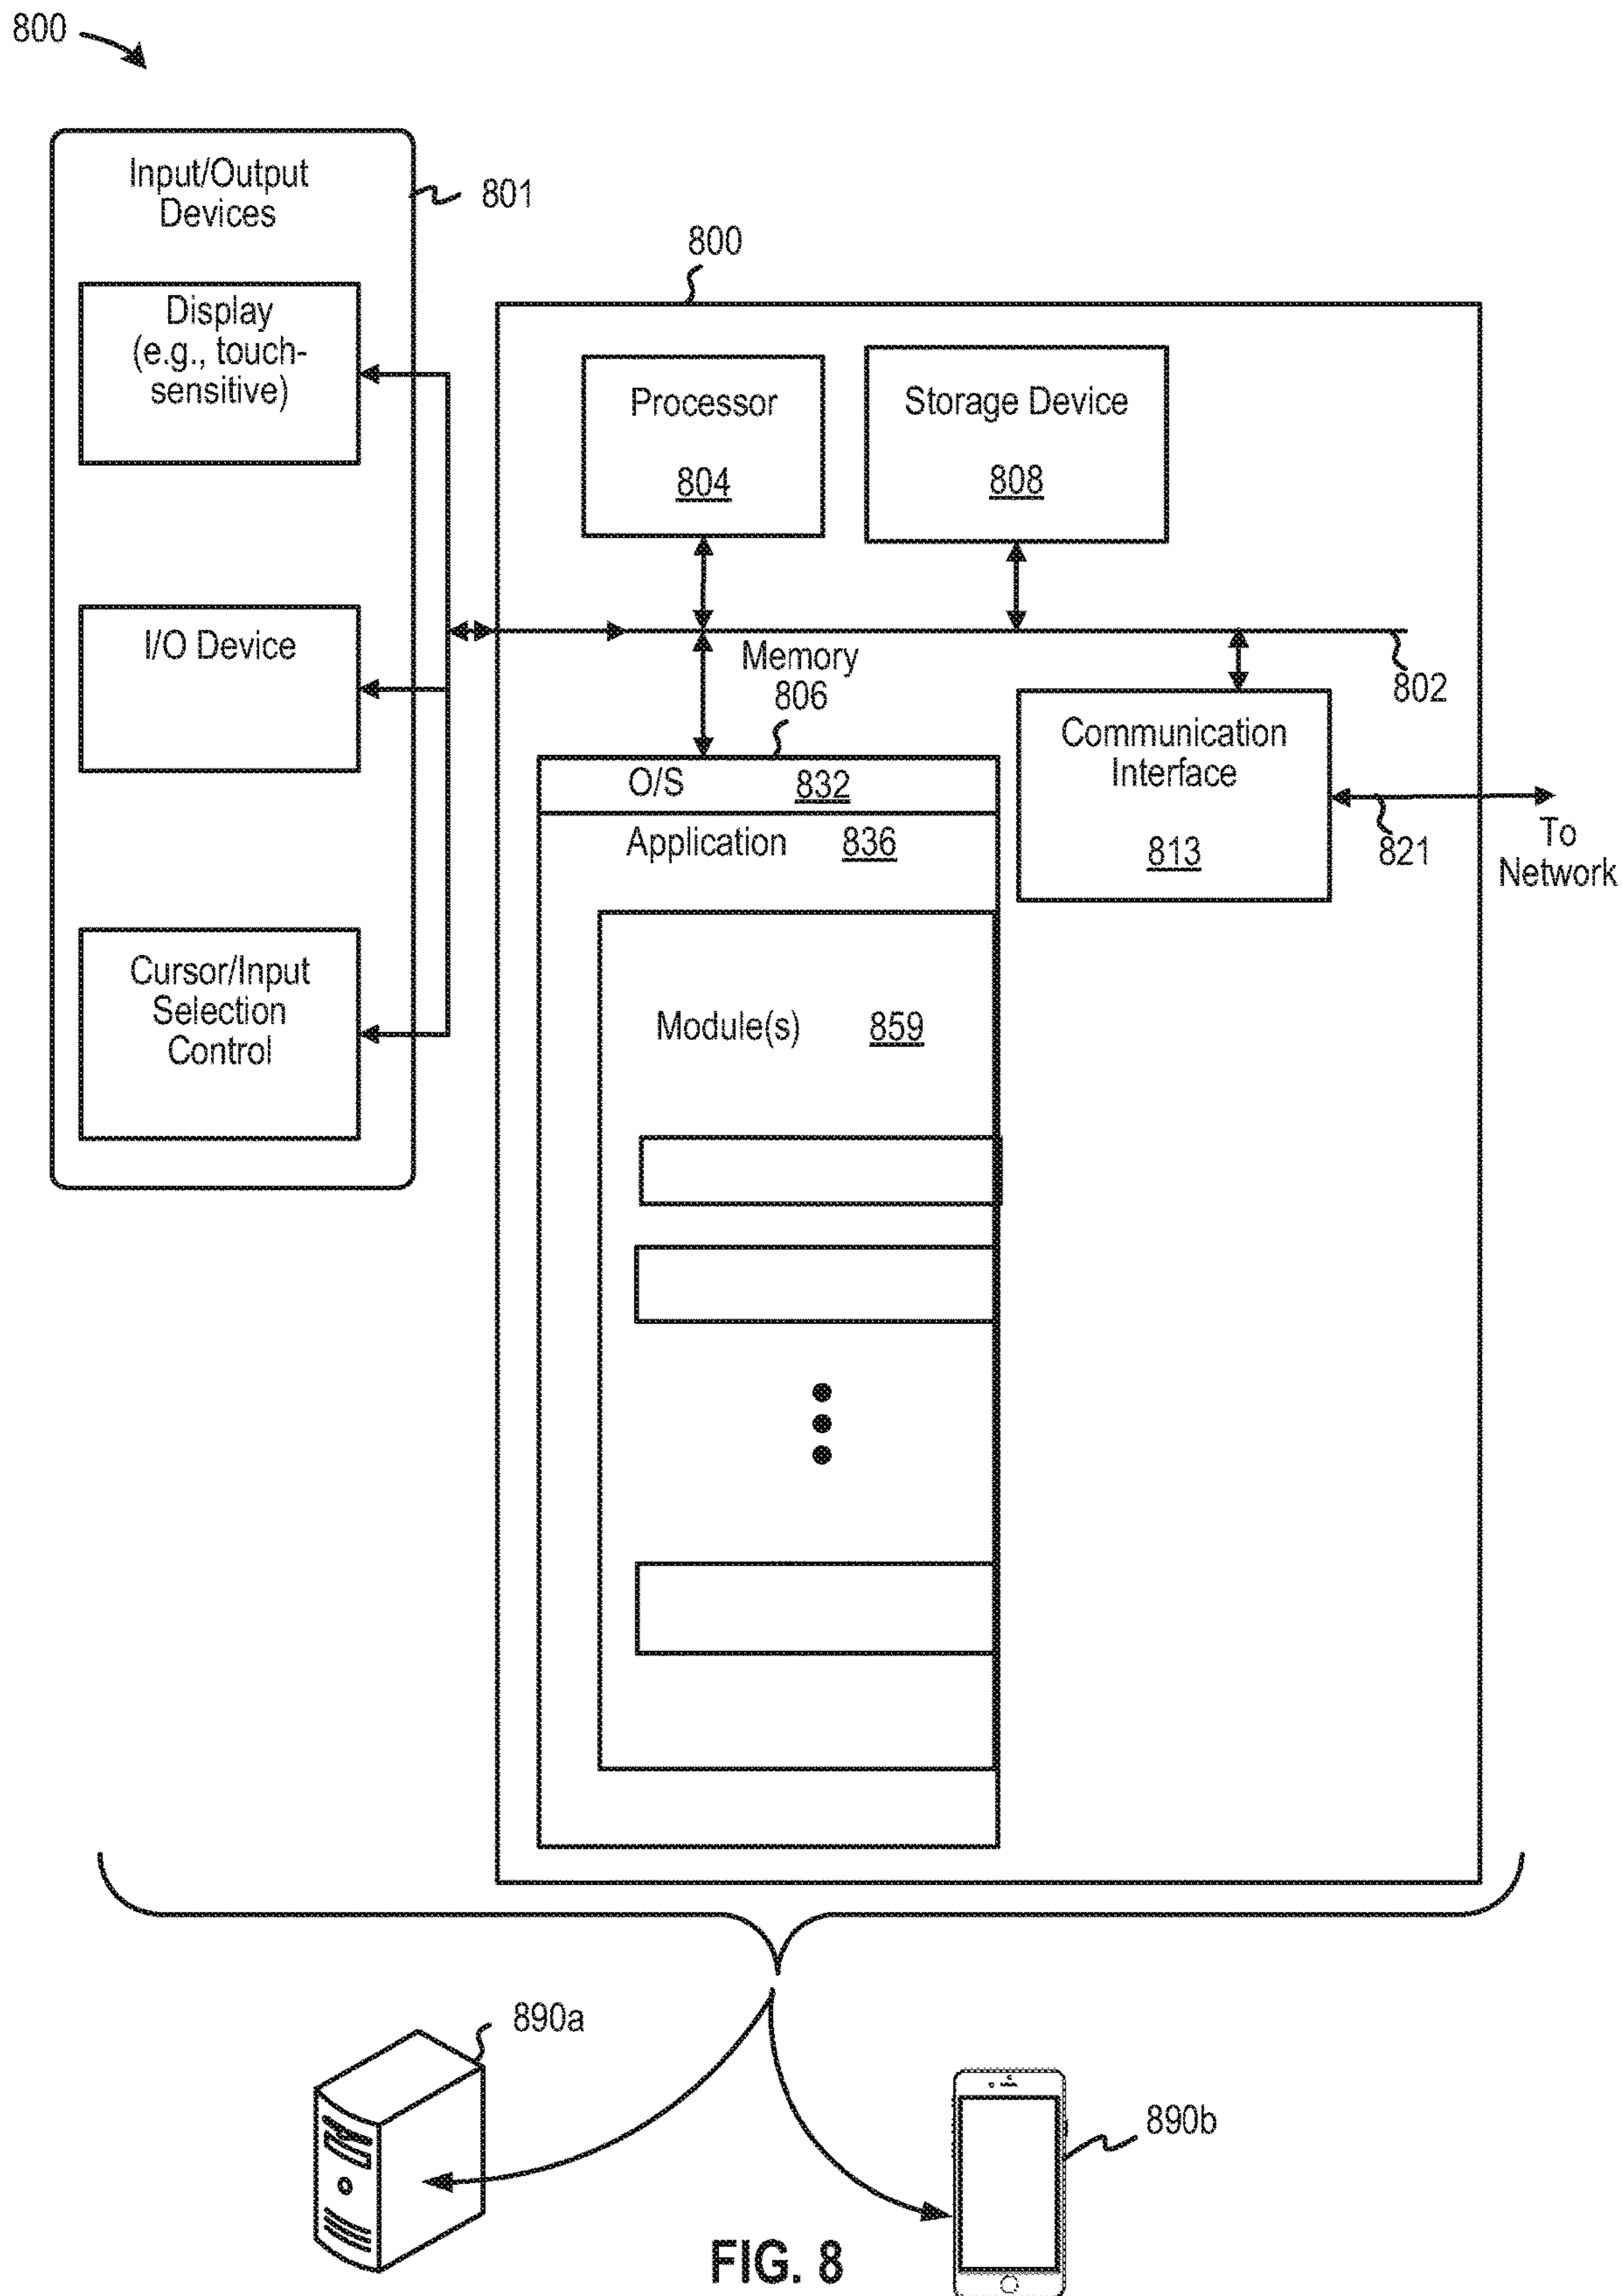 800
Input/Output
Devices
801
Display
(e.g., touch-
sensitive)
I/O Device
Cursor/Input
Selection
Control
800
Processor
804
Storage Device
808
802
Memory
806
O/S 832
Application 836
Module(s) 859
Communication
Interface
813
821
To
Network
890a
890b
FIG. 8